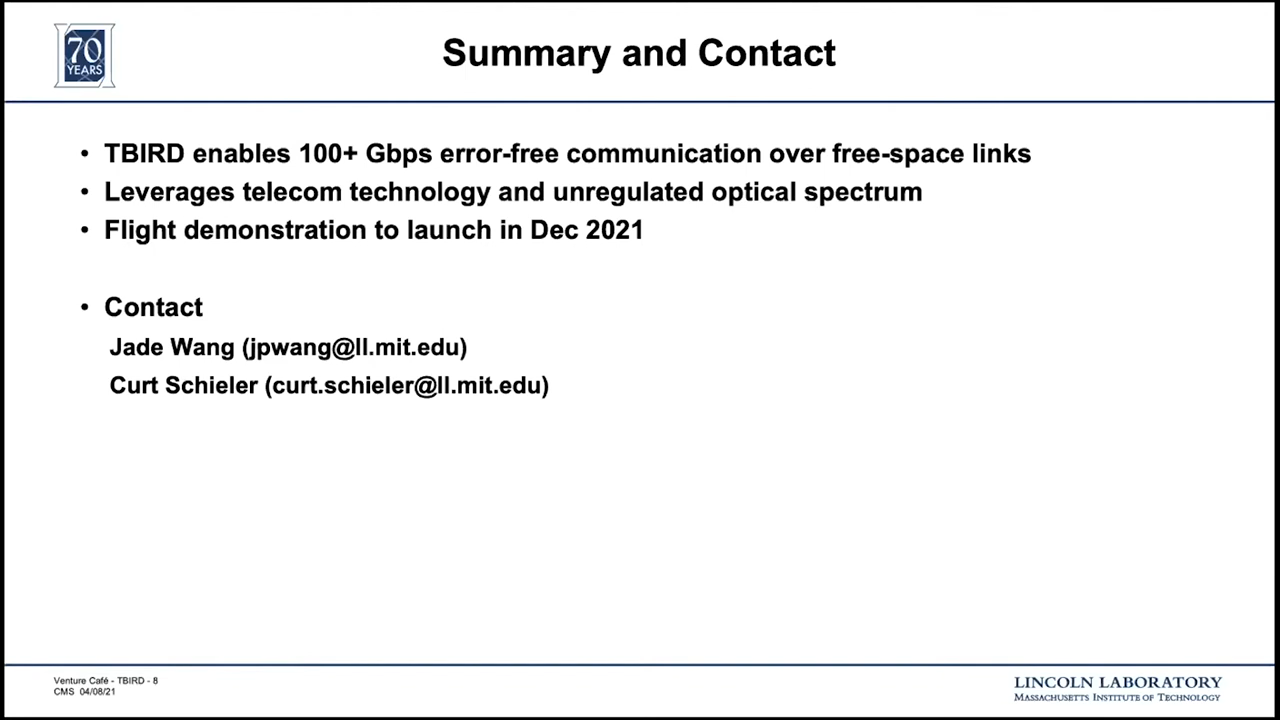 70
YEARS
Summary and Contact
• TBIRD enables 100+ Gbps error-free communication over free-space links
• Leverages telecom technology and unregulated optical spectrum
• Flight demonstration to launch in Dec 2021
• Contact
Jade Wang (jpwang@ll.mit.edu)
Curt Schieler (curt.schieler@ll.mit.edu)
Venture Café - TBIRD - 8
CMS 04/08/21
LINCOLN LABORATORY
MASSACHUSETTS INSTITUTE OF TECHNOLOGY